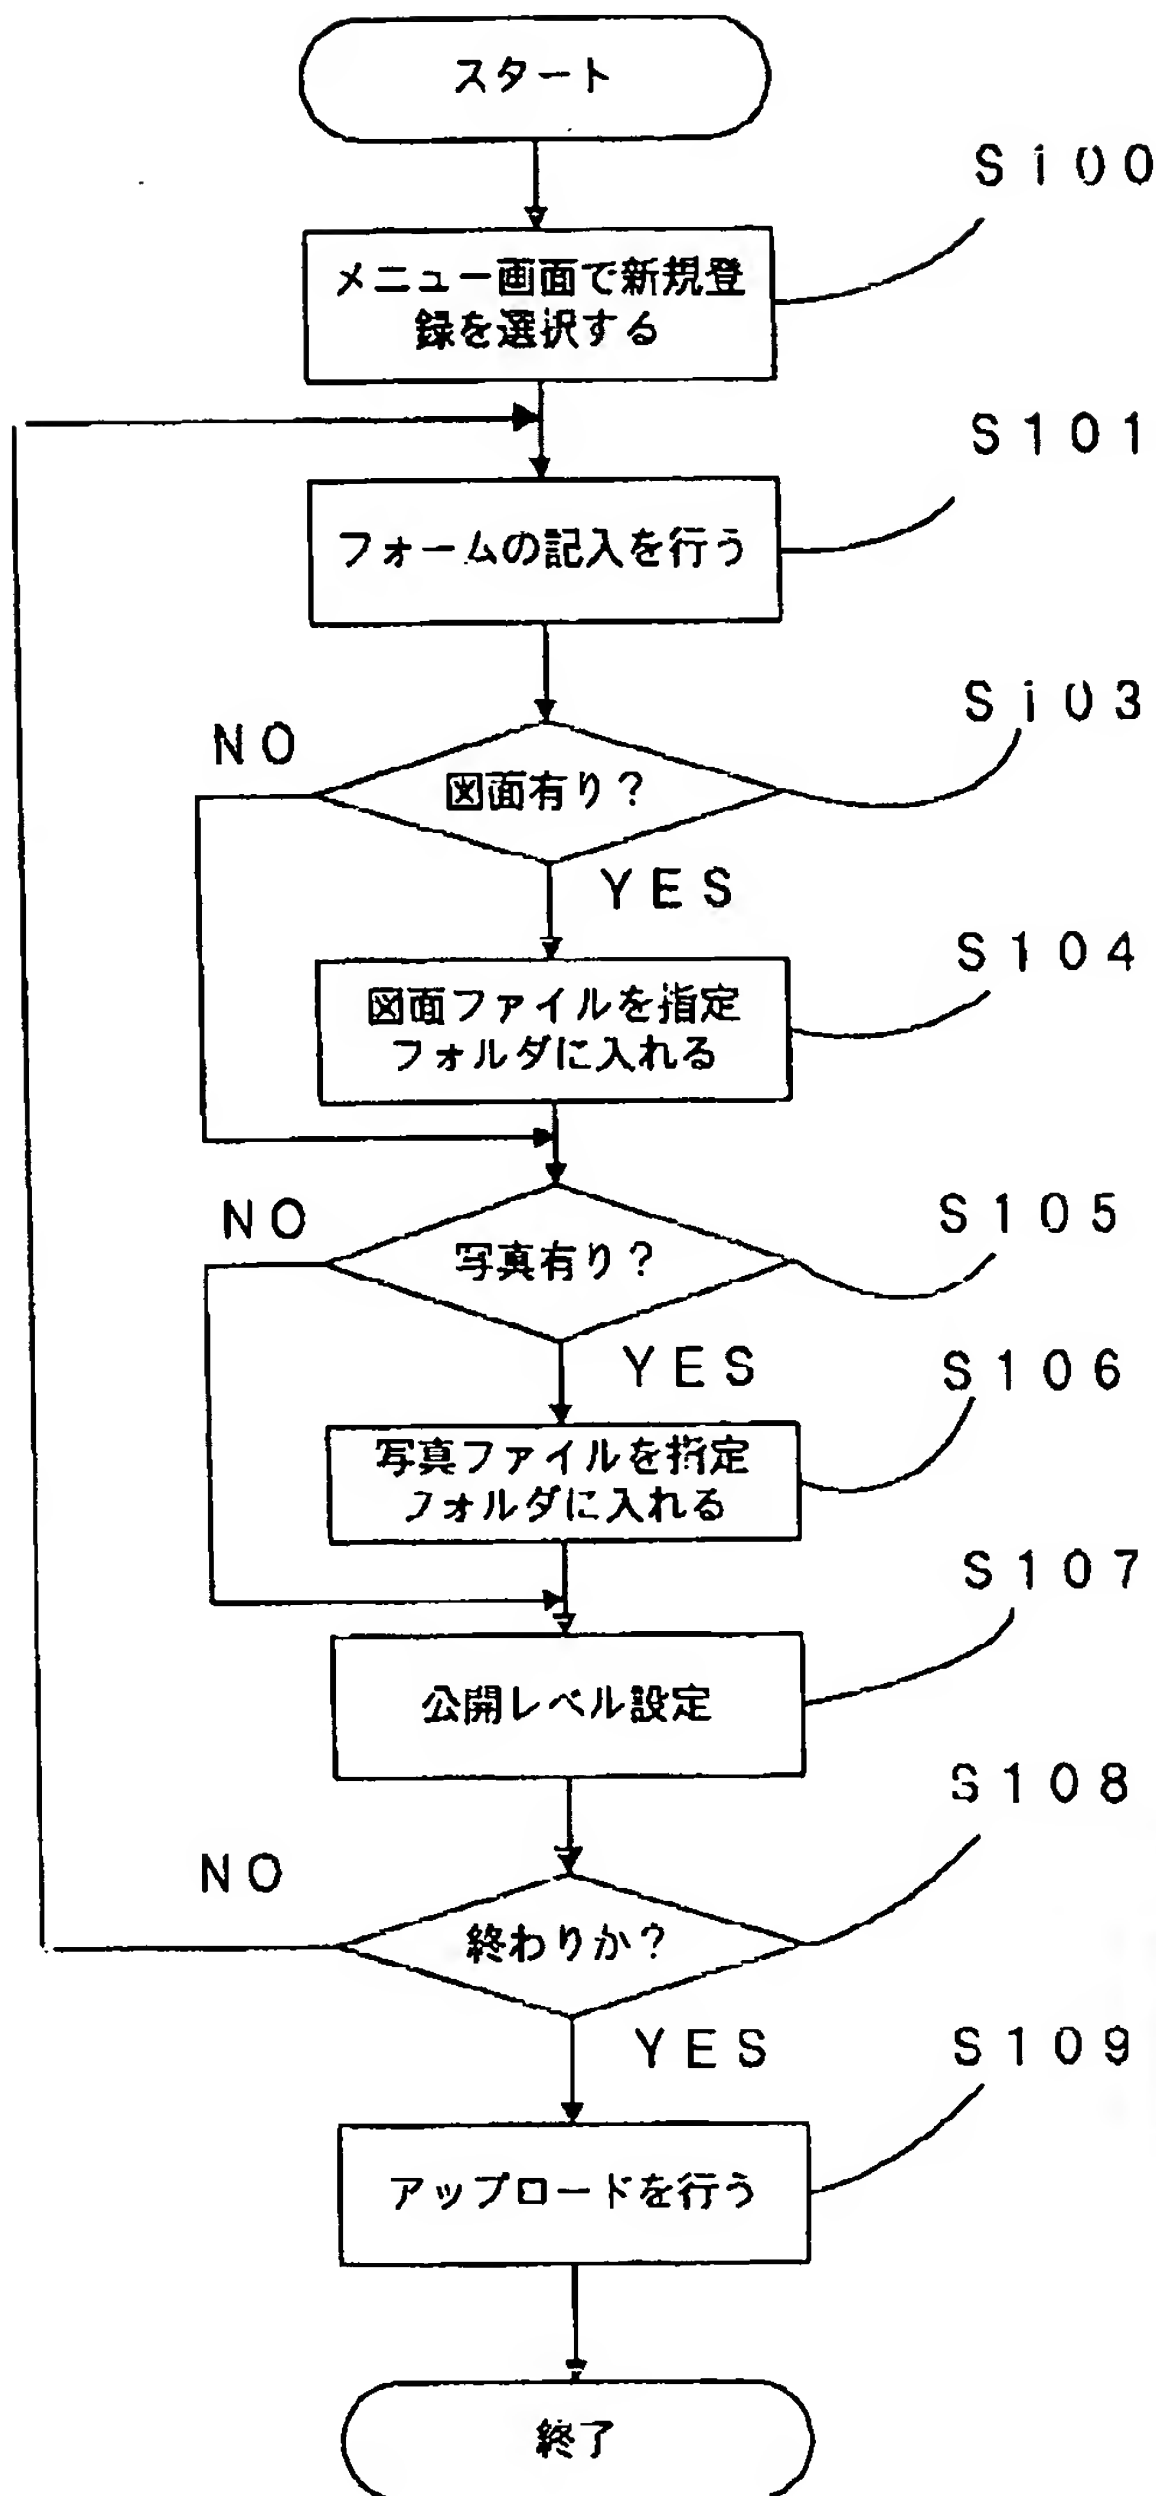 スタート
S100
メニュー画面で新規登
録を選択する
S101
フォームの記入を行う
S103
NO
図面有り?
YES
S104
図面ファイルを指定
フォルダに入れる
NO
S105
写真有り?
YES
S106
写真ファイルを指定
フォルダに入れる
S107
公開レベル設定
S108
NO
終わりか?
YES
S109
アップロードを行う
終了